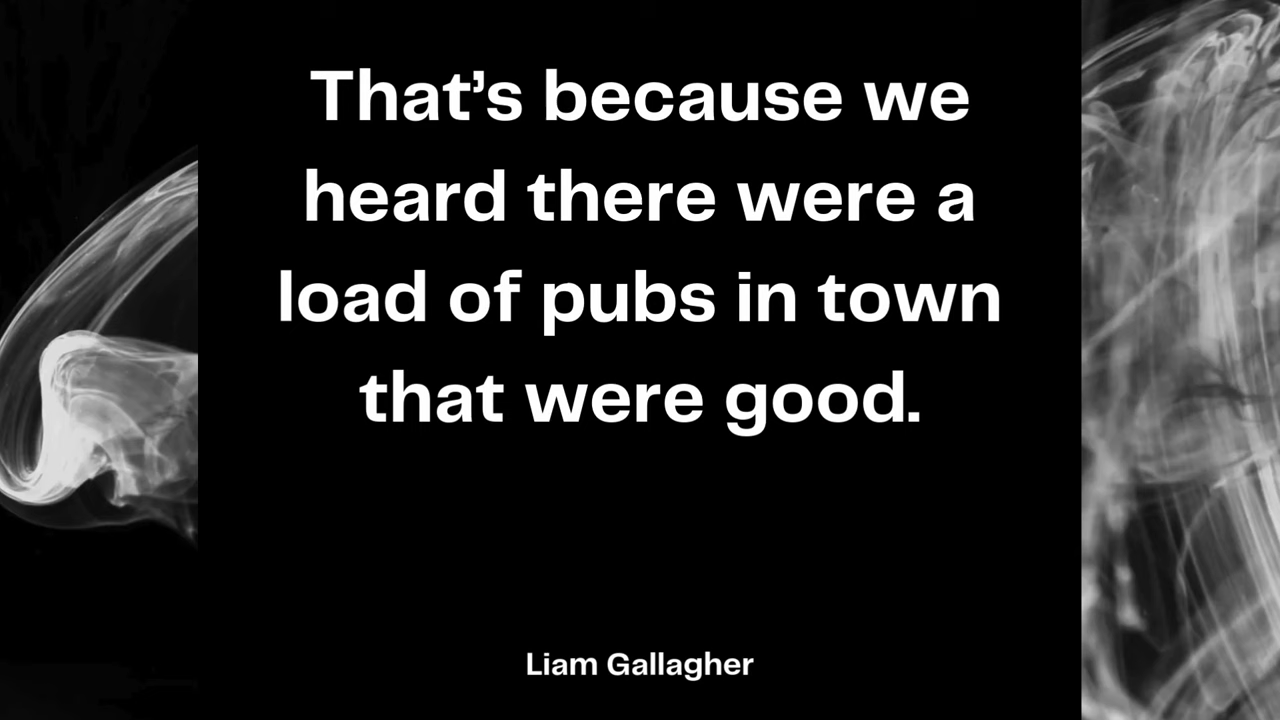 That’s because we
heard there were a
load of pubs in town
that were good.
Liam Gallagher